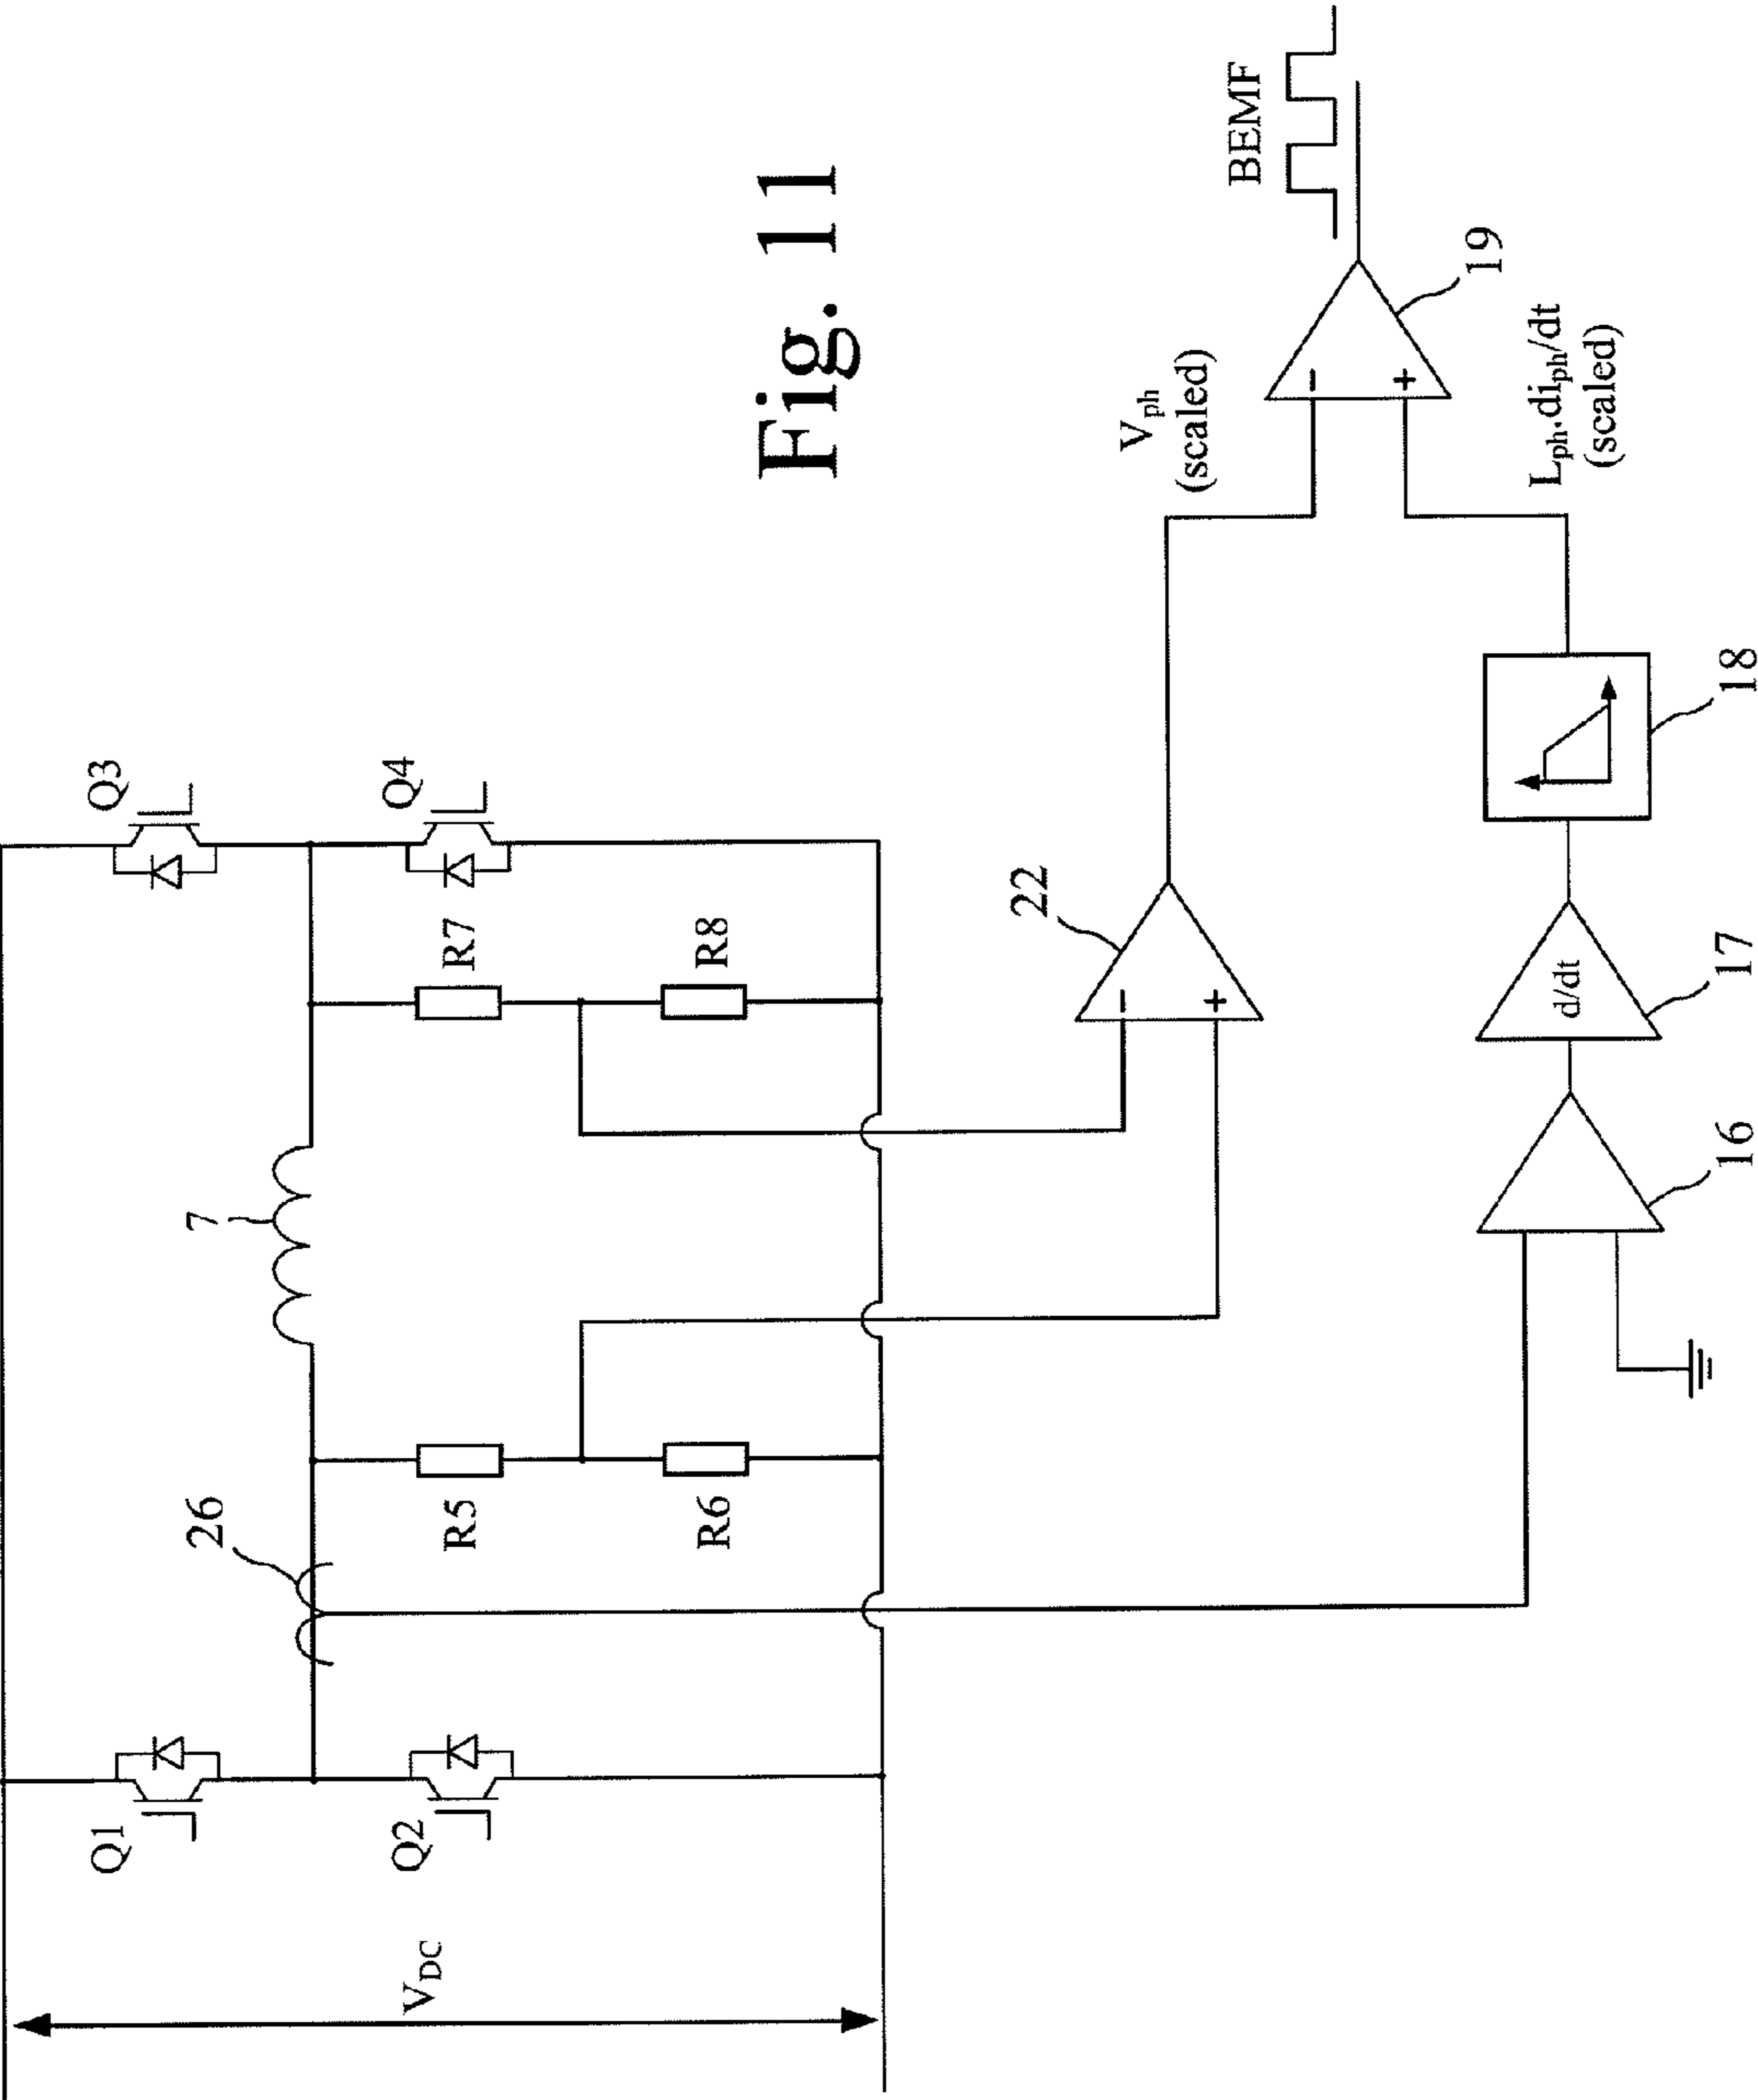 Q1
Q3
26
7
V_DC
Q2
R5
R7
Q4
R6
R8
22
-
+
V_ph
(scaled)
BEMF
-
+
19
L_ph.di_ph/dt
(scaled)
d/dt
16
17
18
Fig. 11